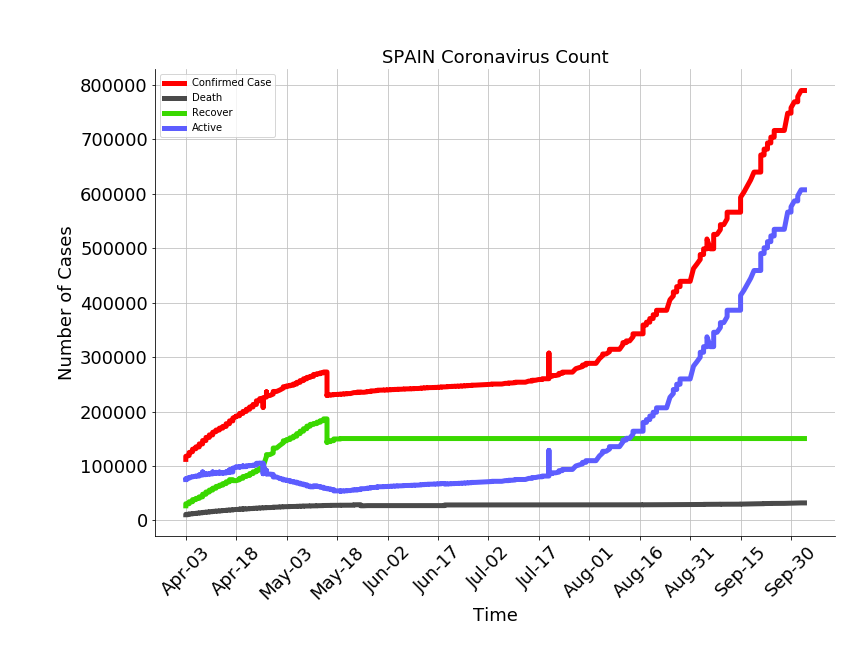 SPAIN Coronavirus Count
Confirmed Case
Death
Recover
Active
800000
700000
600000
500000
400000
300000
200000
100000
0
Number of Cases
Apr-03
Apr-18
May-03
May-18
Jun-02
Jun-17
Jul-02
Jul-17
Aug-01
Aug-16
Aug-31
Sep-15
Sep-30
Time